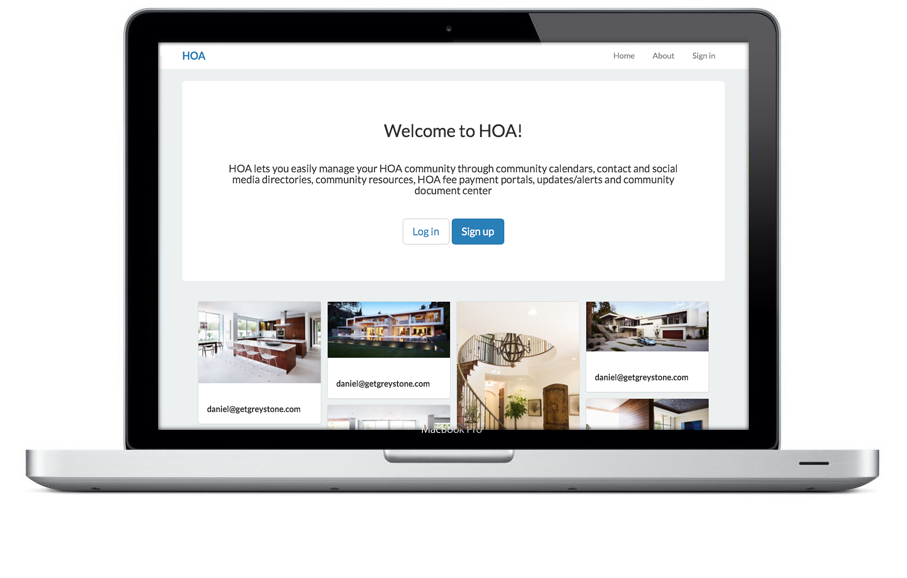 HOA
Home About Sign in
Welcome to HOA!
HOA lets you easily manage your HOA community through community calendars, contact and social
media directories, community resources, HOA fee payment portals, updates/alerts and community
document center
Log in Sign up
daniel@getgreystone.com
daniel@getgreystone.com
daniel@getgreystone.com
MacBook Pro